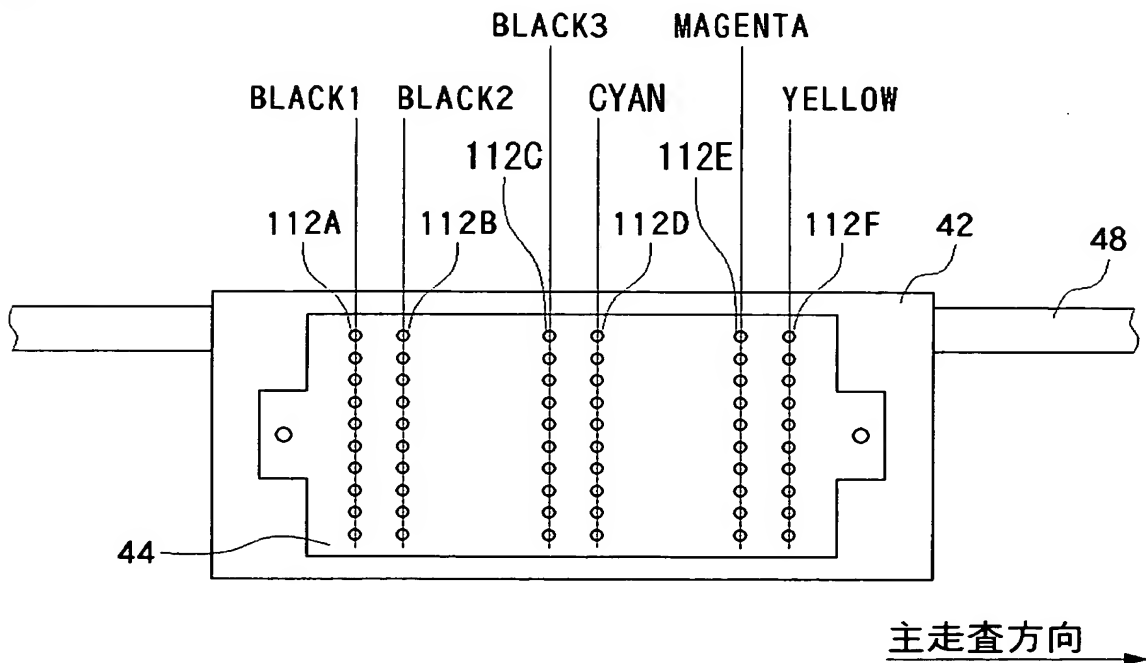 BLACK3 MAGENTA
BLACK1 BLACK2 CYAN YELLOW
112C 112E
112A 112B 112D 112F 42 48
44
主走査方向